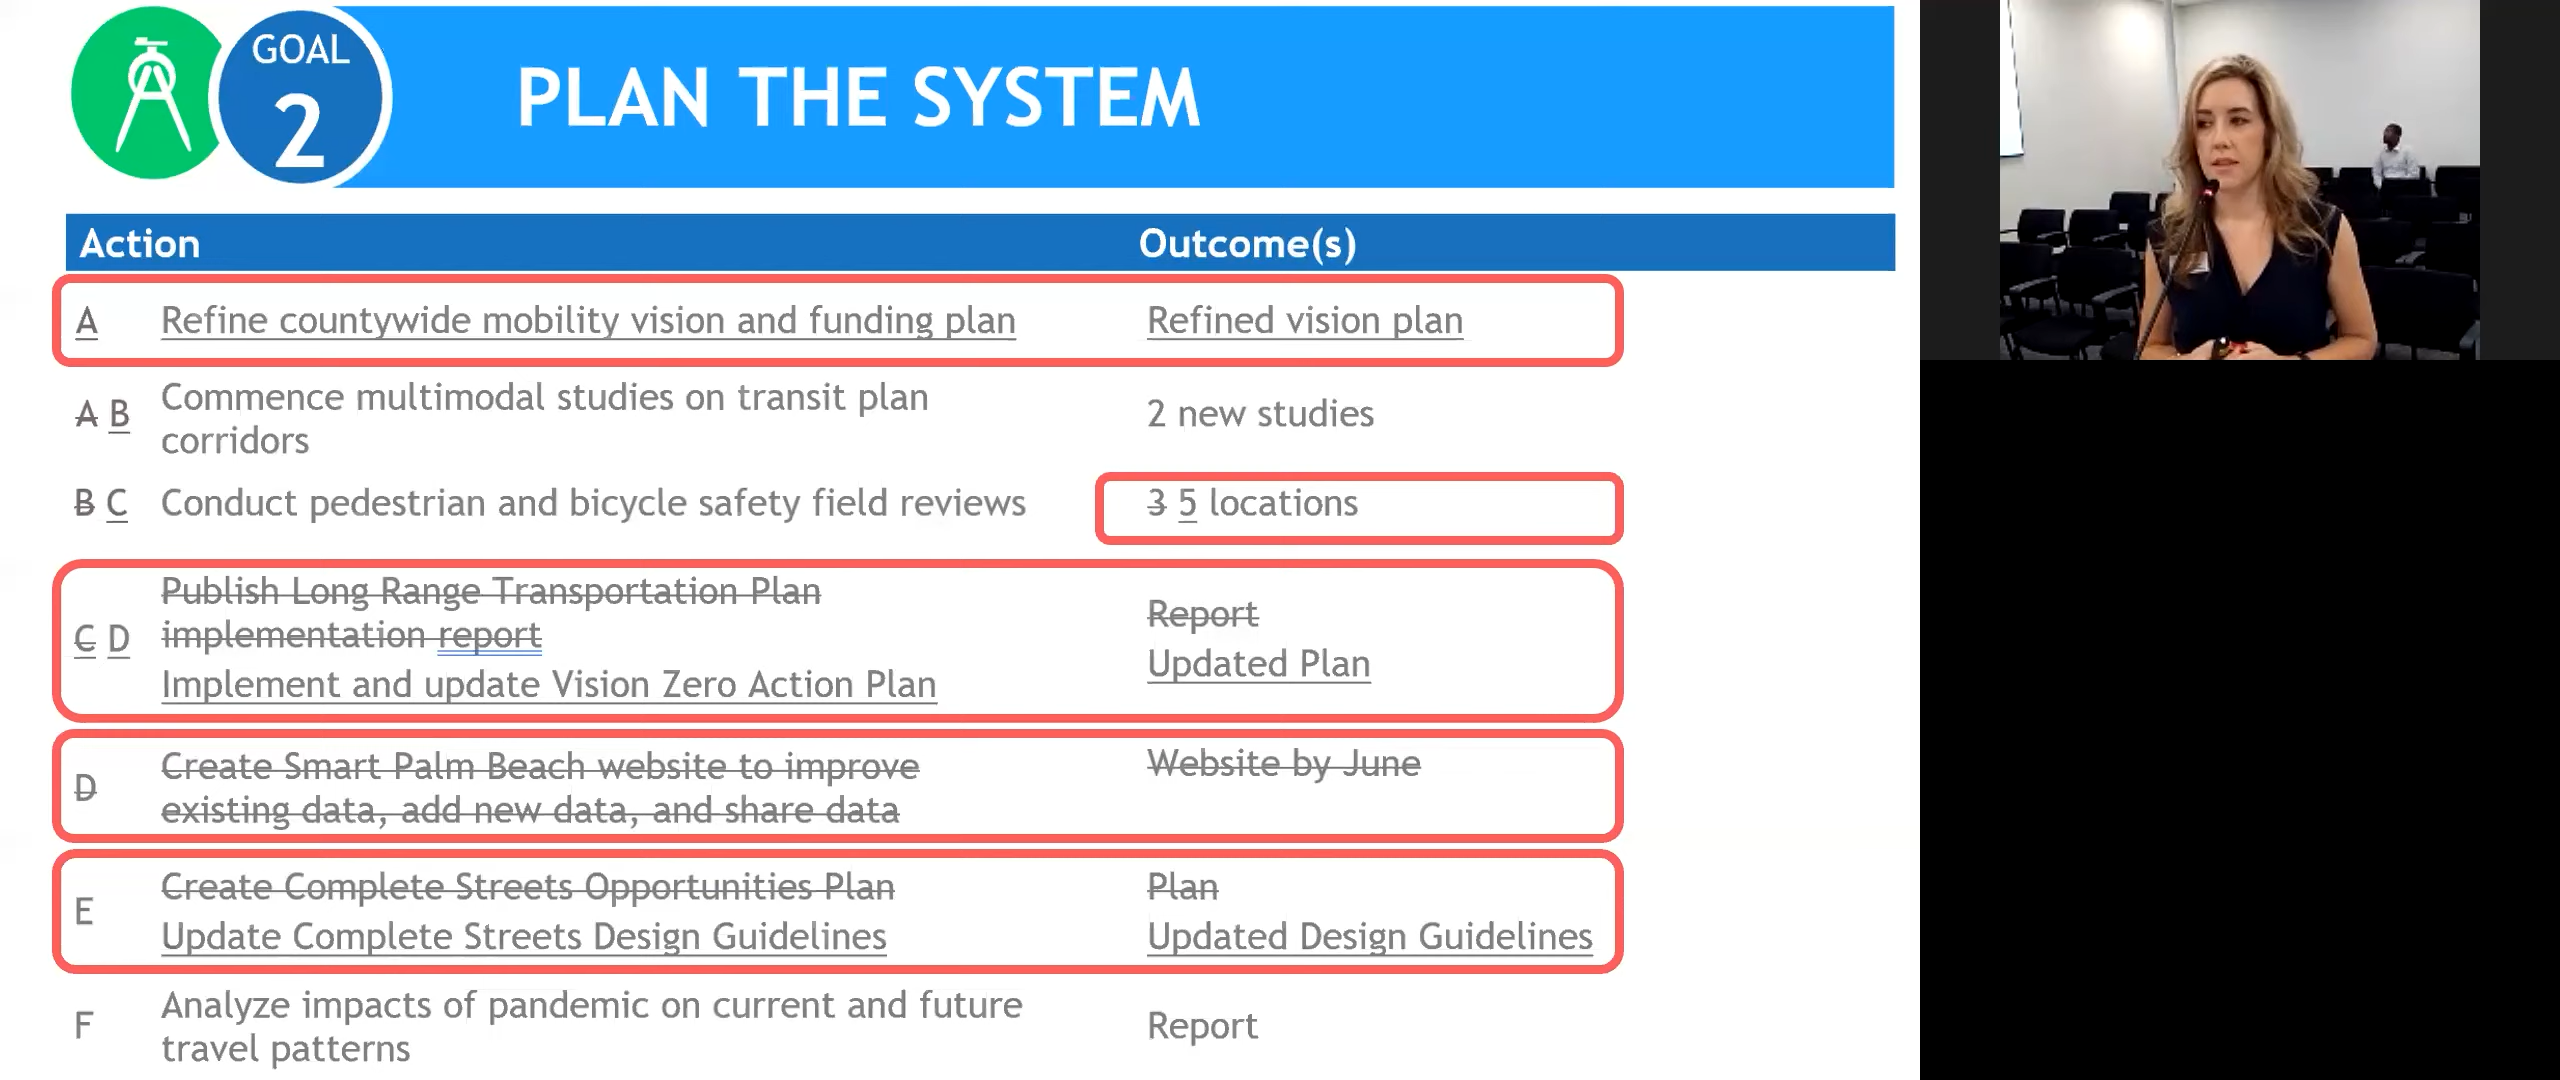 GOAL
2
PLAN THE SYSTEM
Action Outcome(s)
A Refine countywide mobility vision and funding plan Refined vision plan
A B Commence multimodal studies on transit plan
corridors
2 new studies
B C Conduct pedestrian and bicycle safety field reviews 3 5 locations
C D Publish Long Range Transportation Plan
implementation report
Implement and update Vision Zero Action Plan
Report
Updated Plan
D Create Smart Palm Beach website to improve
existing data, add new data, and share data
Website by June
E Create Complete Streets Opportunities Plan
Update Complete Streets Design Guidelines
Plan
Updated Design Guidelines
F Analyze impacts of pandemic on current and future
travel patterns
Report